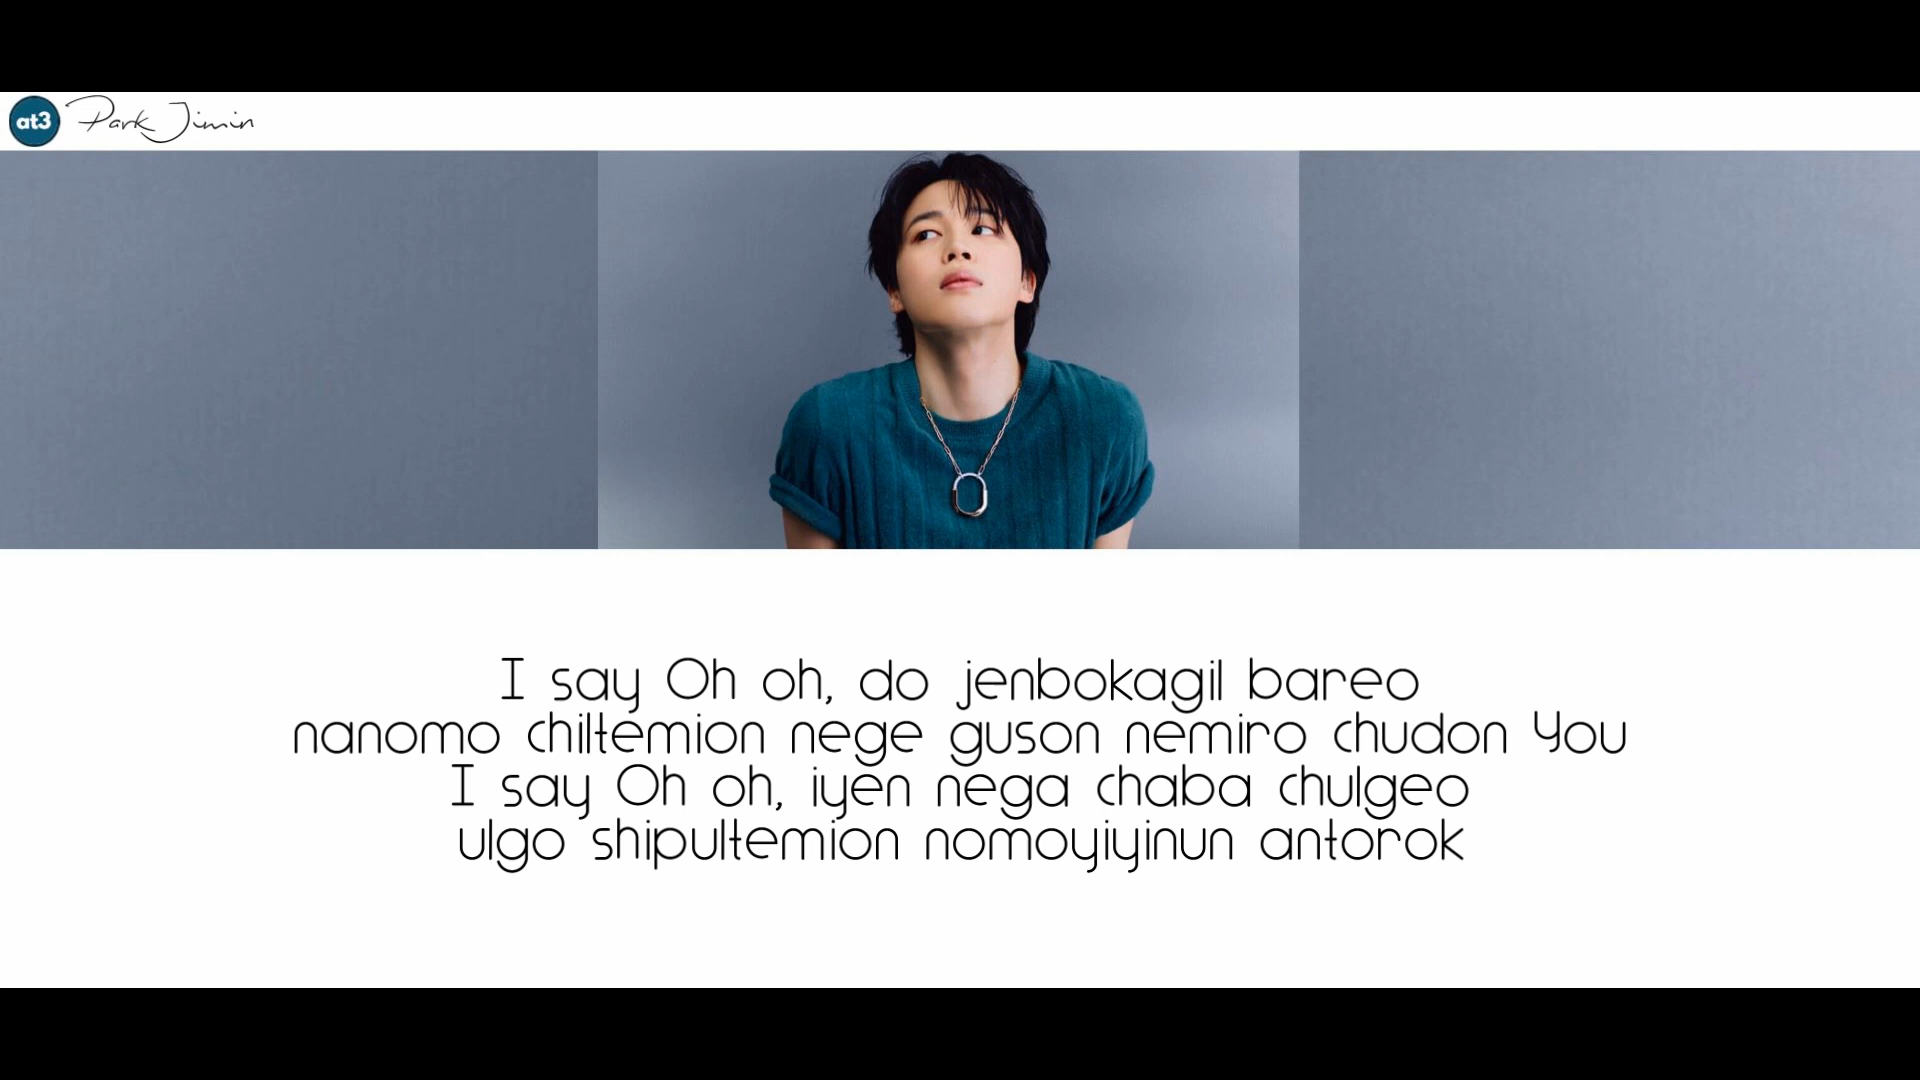 at3 Park Jimin
I say Oh oh, do jenbokagil bareo
nanomo chiltemion nege guson nemiro chudon You
I say Oh oh, iyen nega chaba chulgeo
ulgo shipultemion nomoyiyinun antorok